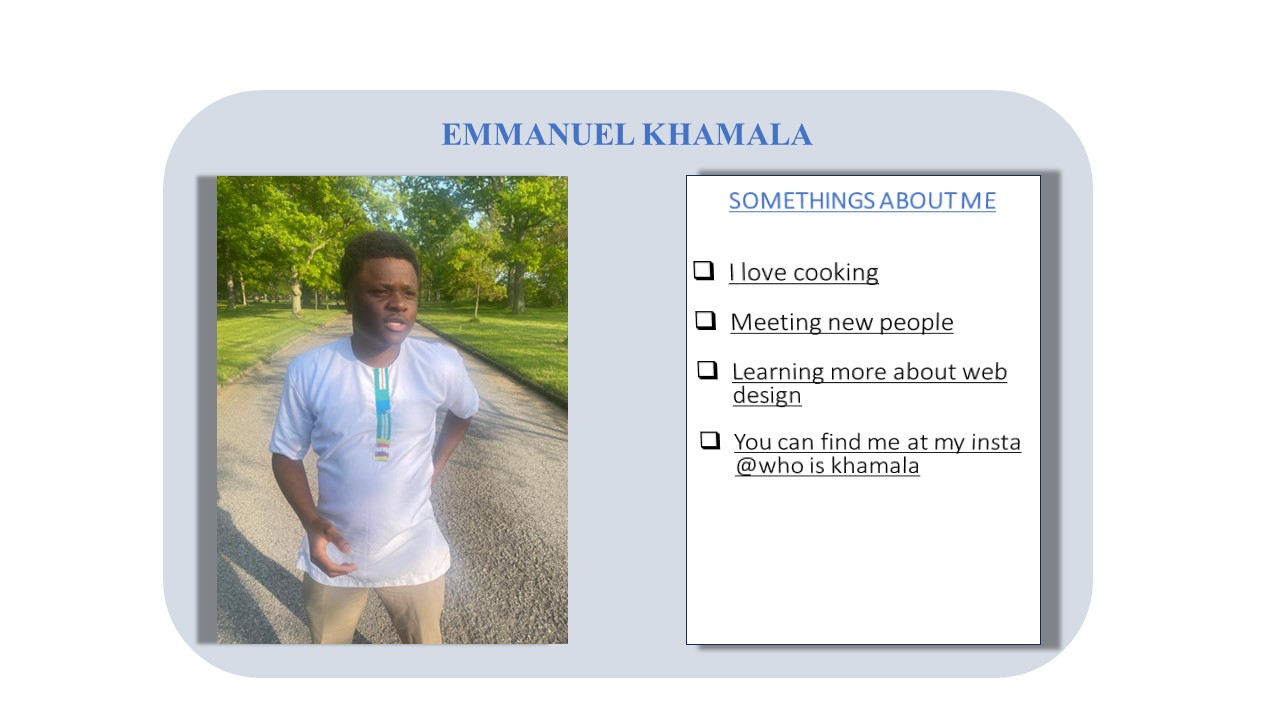 EMMANUEL KHAMALA
SOMETHINGS ABOUT ME
I love cooking
Meeting new people
Learning more about web
design
You can find me at my insta
@who is khamala